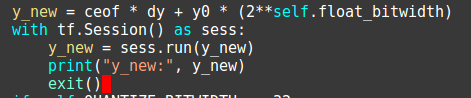 y_new = ceof * dy + y0 * (2**self.float_bitwidth)
with tf.Session() as sess:
    y_new = sess.run(y_new)
    print("y_new:", y_new)
    exit()